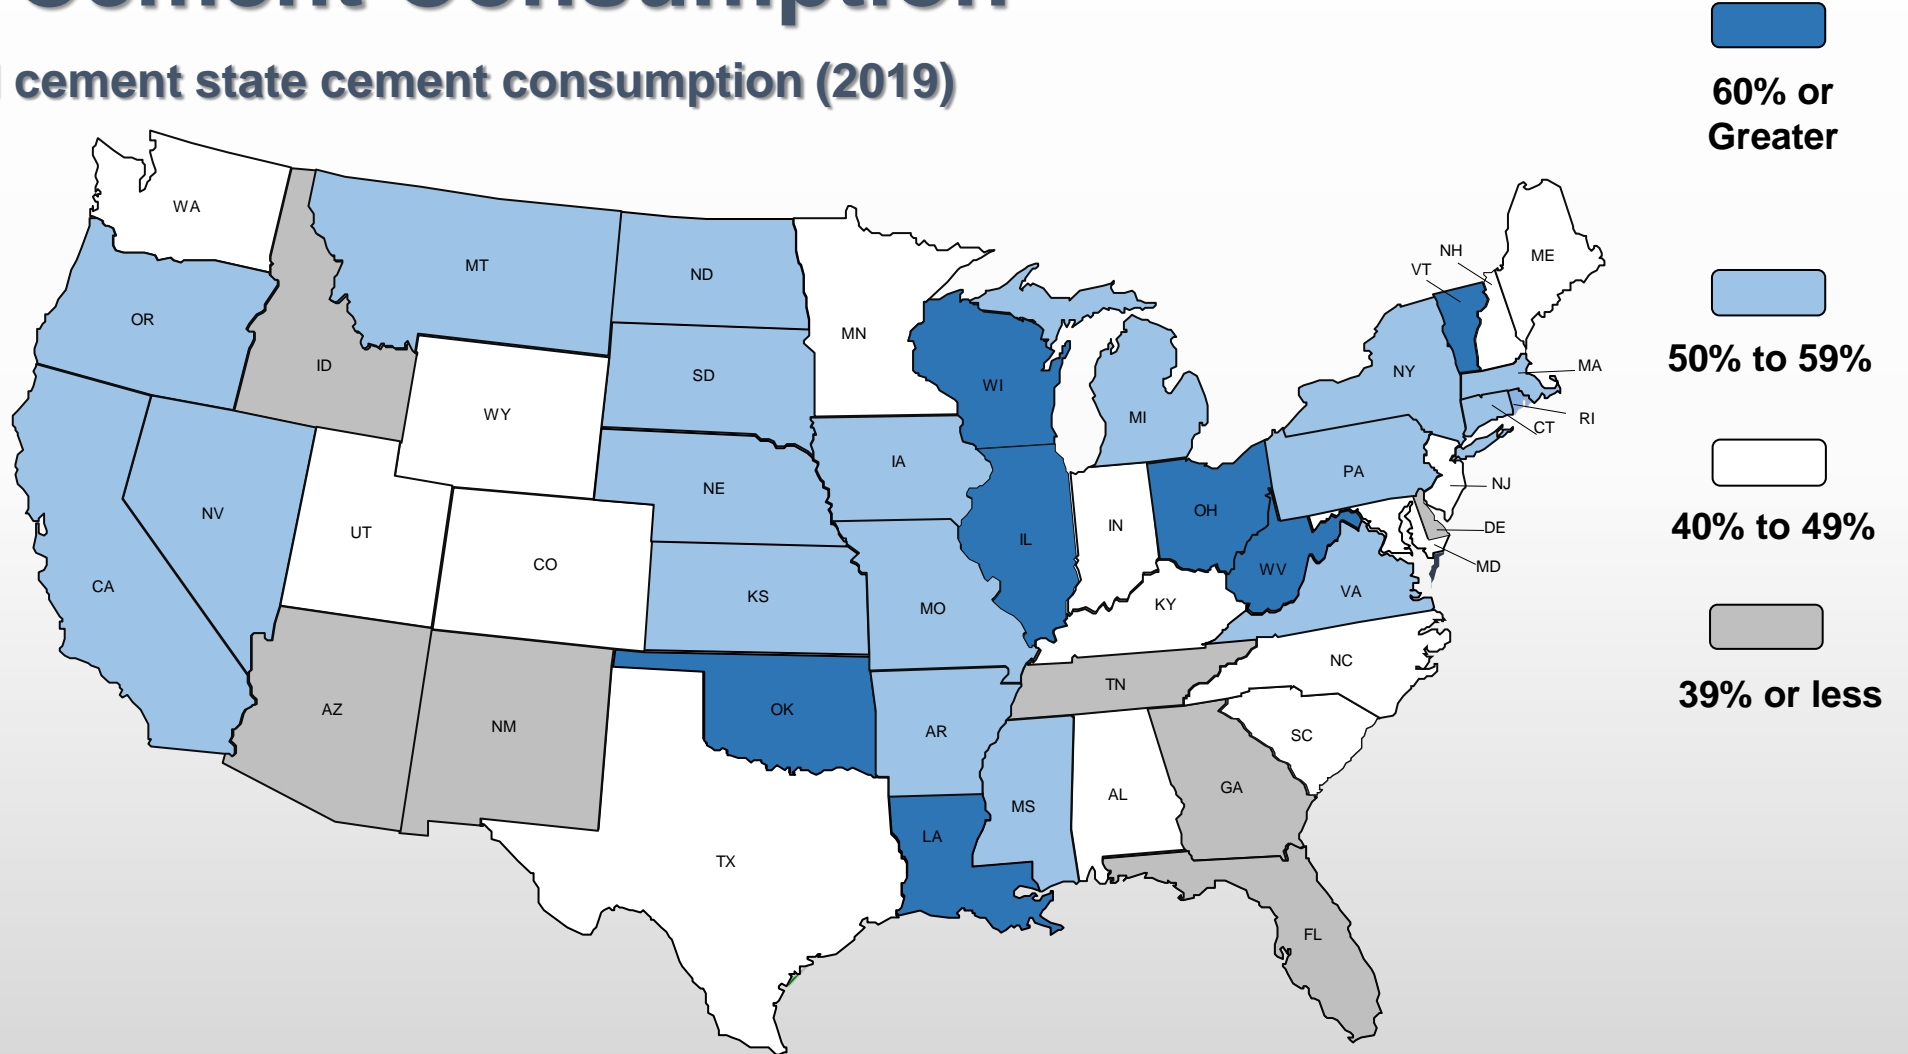 Cement Consumption
cement state cement consumption (2019)
60% or
Greater
50% to 59%
40% to 49%
39% or less
WA
OR
CA
NV
ID
MT
WY
UT
CO
AZ
NM
ND
SD
NE
KS
OK
TX
MN
IA
MO
AR
LA
WI
IL
MS
MI
IN
KY
TN
AL
OH
WV
VA
NC
SC
GA
FL
PA
NY
VT
NH
ME
MA
RI
CT
NJ
DE
MD